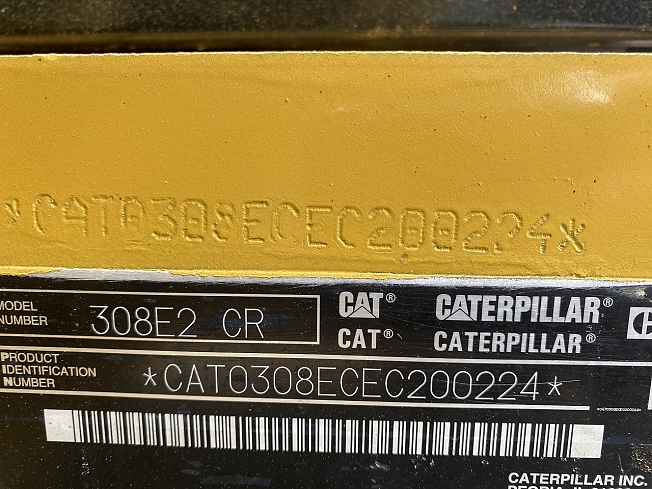 *CAT0308ECEC200224*
MODEL NUMBER 308E2 CR
CAT® CATERPILLAR®
CAT® CATERPILLAR®
PRODUCT
IDENTIFICATION
NUMBER *CAT0308ECEC200224*
CATERPILLAR INC.